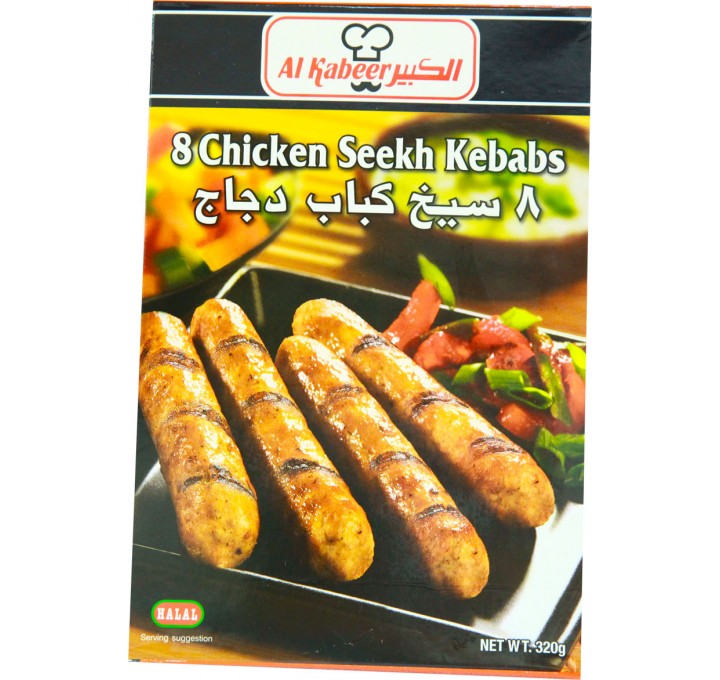 Al Kabeer الكبير
8 Chicken Seekh Kebabs
٨ سيخ كباب دجاج
HALAL
Serving suggestion
NET WT. 320g